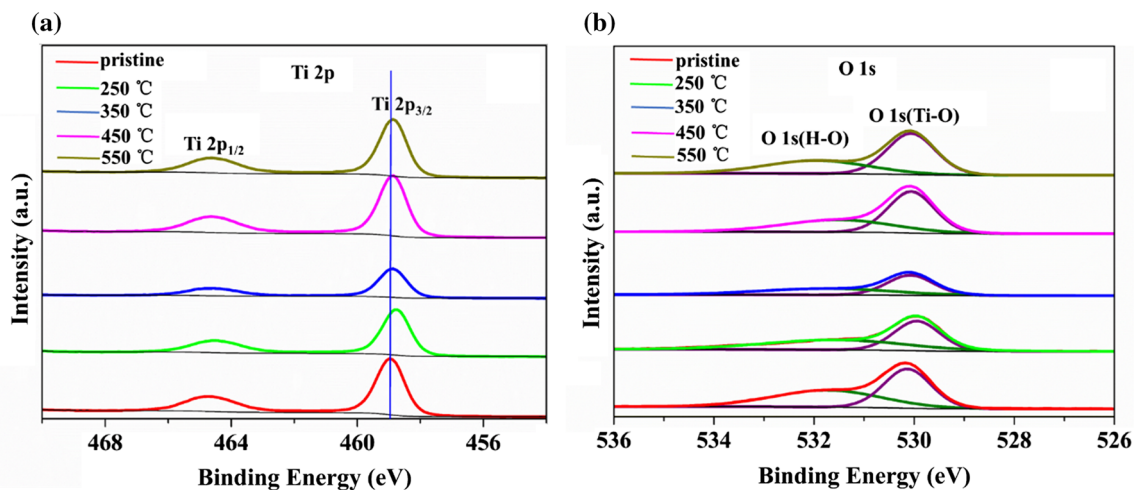 (a)
pristine
250 ℃
350 ℃
450 ℃
550 ℃
Ti 2p
Ti 2p3/2
Ti 2p1/2
Intensity (a.u.)
468 464 460 456
Binding Energy (eV)
(b)
pristine
250 ℃
350 ℃
450 ℃
550 ℃
O 1s
O 1s(Ti-O)
O 1s(H-O)
Intensity (a.u.)
536 534 532 530 528 526
Binding Energy (eV)